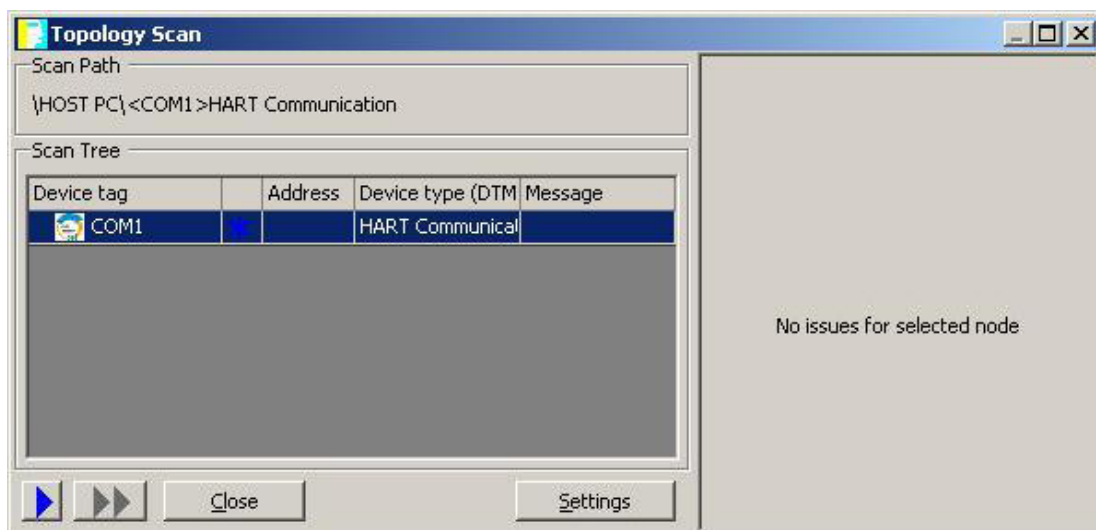 Topology Scan
Scan Path
\HOST PC\<COM1>HART Communication
Scan Tree
Device tag Address Device type (DTM Message
COM1 HART Communical
No issues for selected node
Close Settings